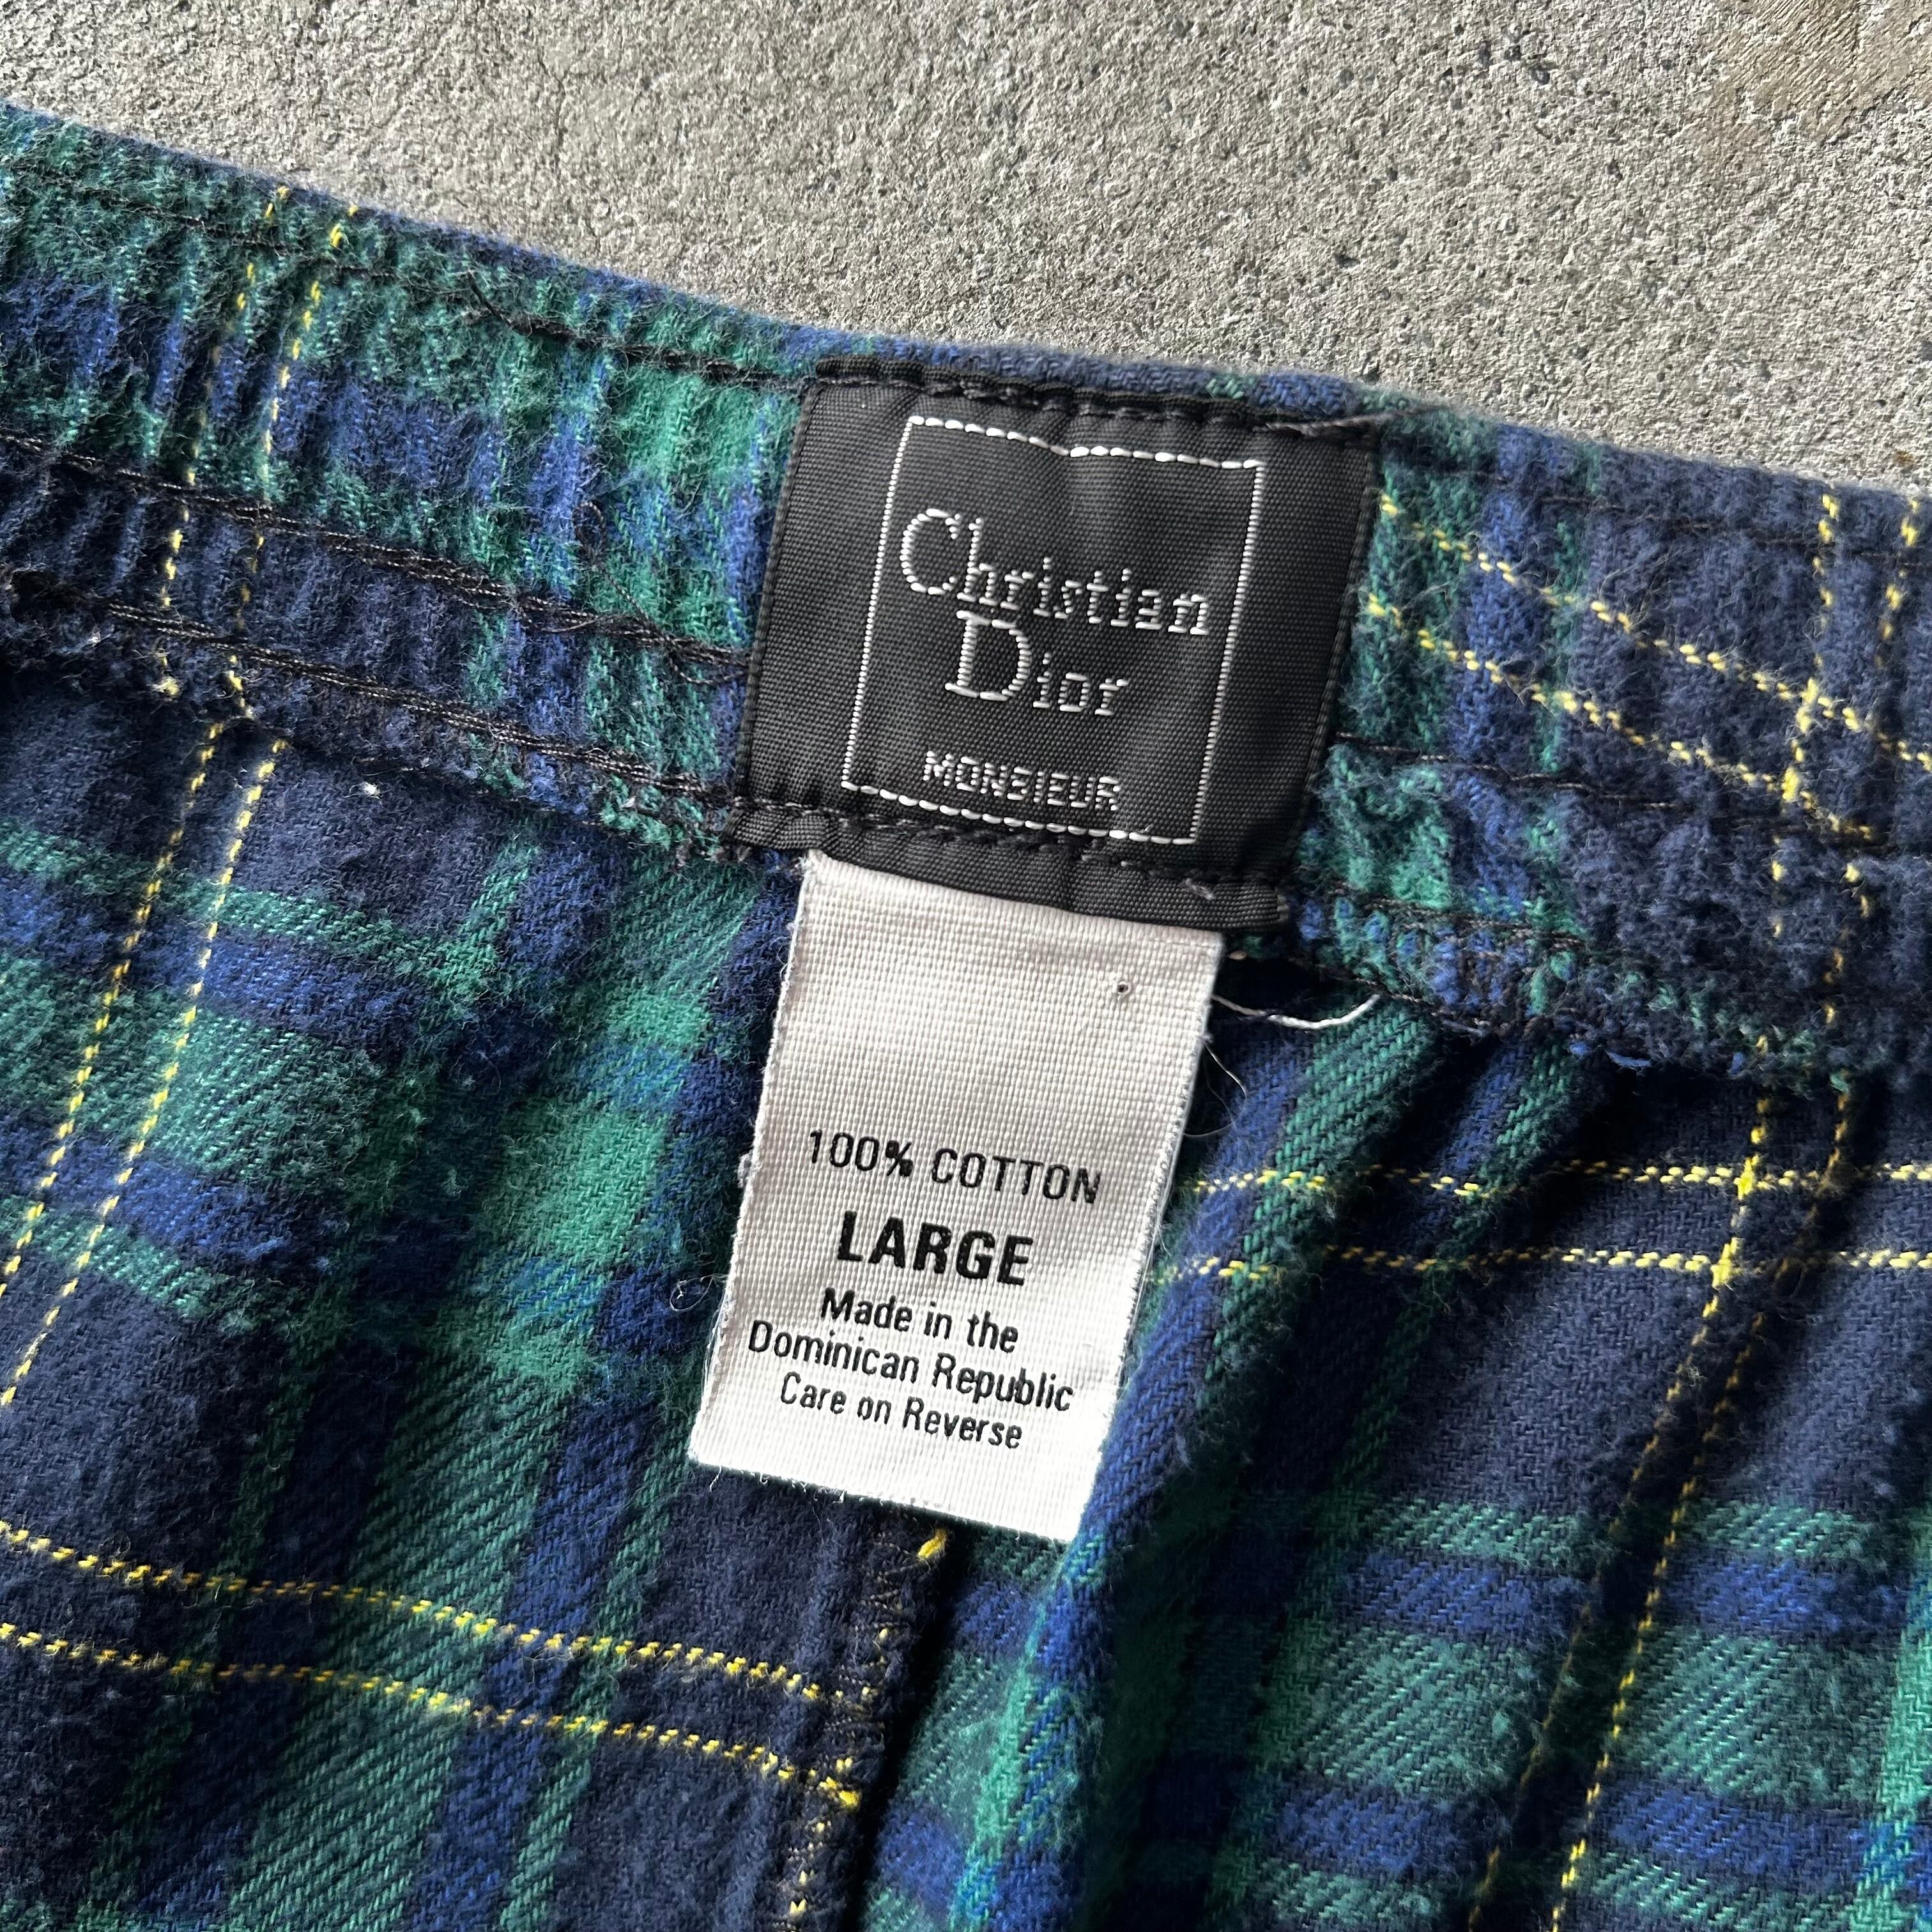 Christian
Dior
MONSIEUR
100% COTTON
LARGE
Made in the
Dominican Republic
Care on Reverse